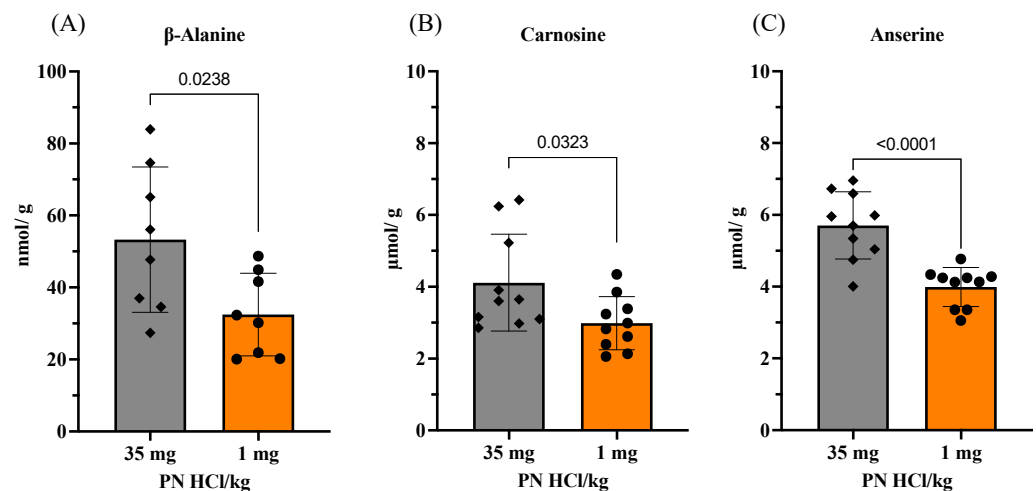 (A)
β-Alanine
100
80
60
40
20
0
nmol/ g
0.0238
35 mg
1 mg
PN HCl/kg
(B)
Carnosine
10
8
6
4
2
0
µmol/ g
0.0323
35 mg
1 mg
PN HCl/kg
(C)
Anserine
10
8
6
4
2
0
µmol/ g
<0.0001
35 mg
1 mg
PN HCl/kg